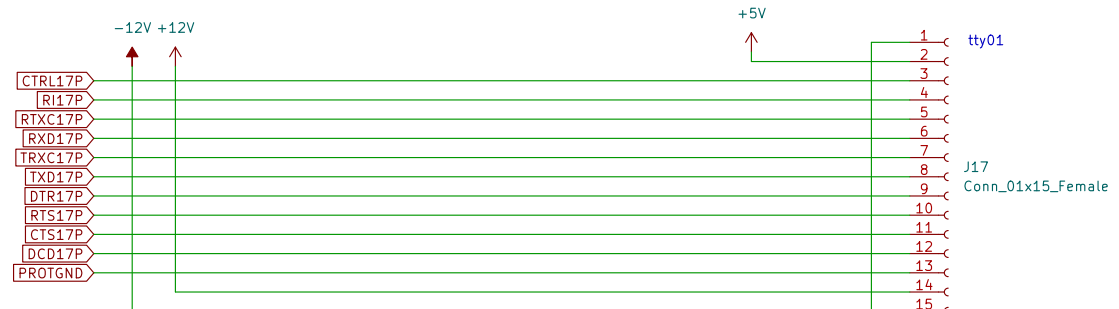 +5V
-12V +12V
1 tty01
2
CTRL17P 3
RI17P 4
RTXC17P 5
RXD17P 6
TRXC17P 7
J17
TXD17P 8
Conn_01x15_Female
DTR17P 9
RTS17P 10
CTS17P 11
DCD17P 12
PROTGND 13
14
15